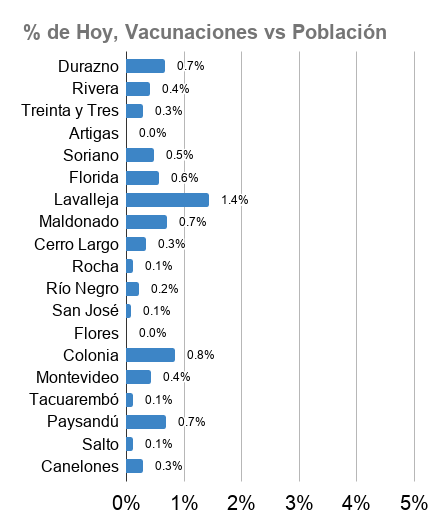 % de Hoy, Vacunaciones vs Población
Durazno 0.7%
Rivera 0.4%
Treinta y Tres 0.3%
Artigas 0.0%
Soriano 0.5%
Florida 0.6%
Lavalleja 1.4%
Maldonado 0.7%
Cerro Largo 0.3%
Rocha 0.1%
Río Negro 0.2%
San José 0.1%
Flores 0.0%
Colonia 0.8%
Montevideo 0.4%
Tacuarembó 0.1%
Paysandú 0.7%
Salto 0.1%
Canelones 0.3%
0% 1% 2% 3% 4% 5%